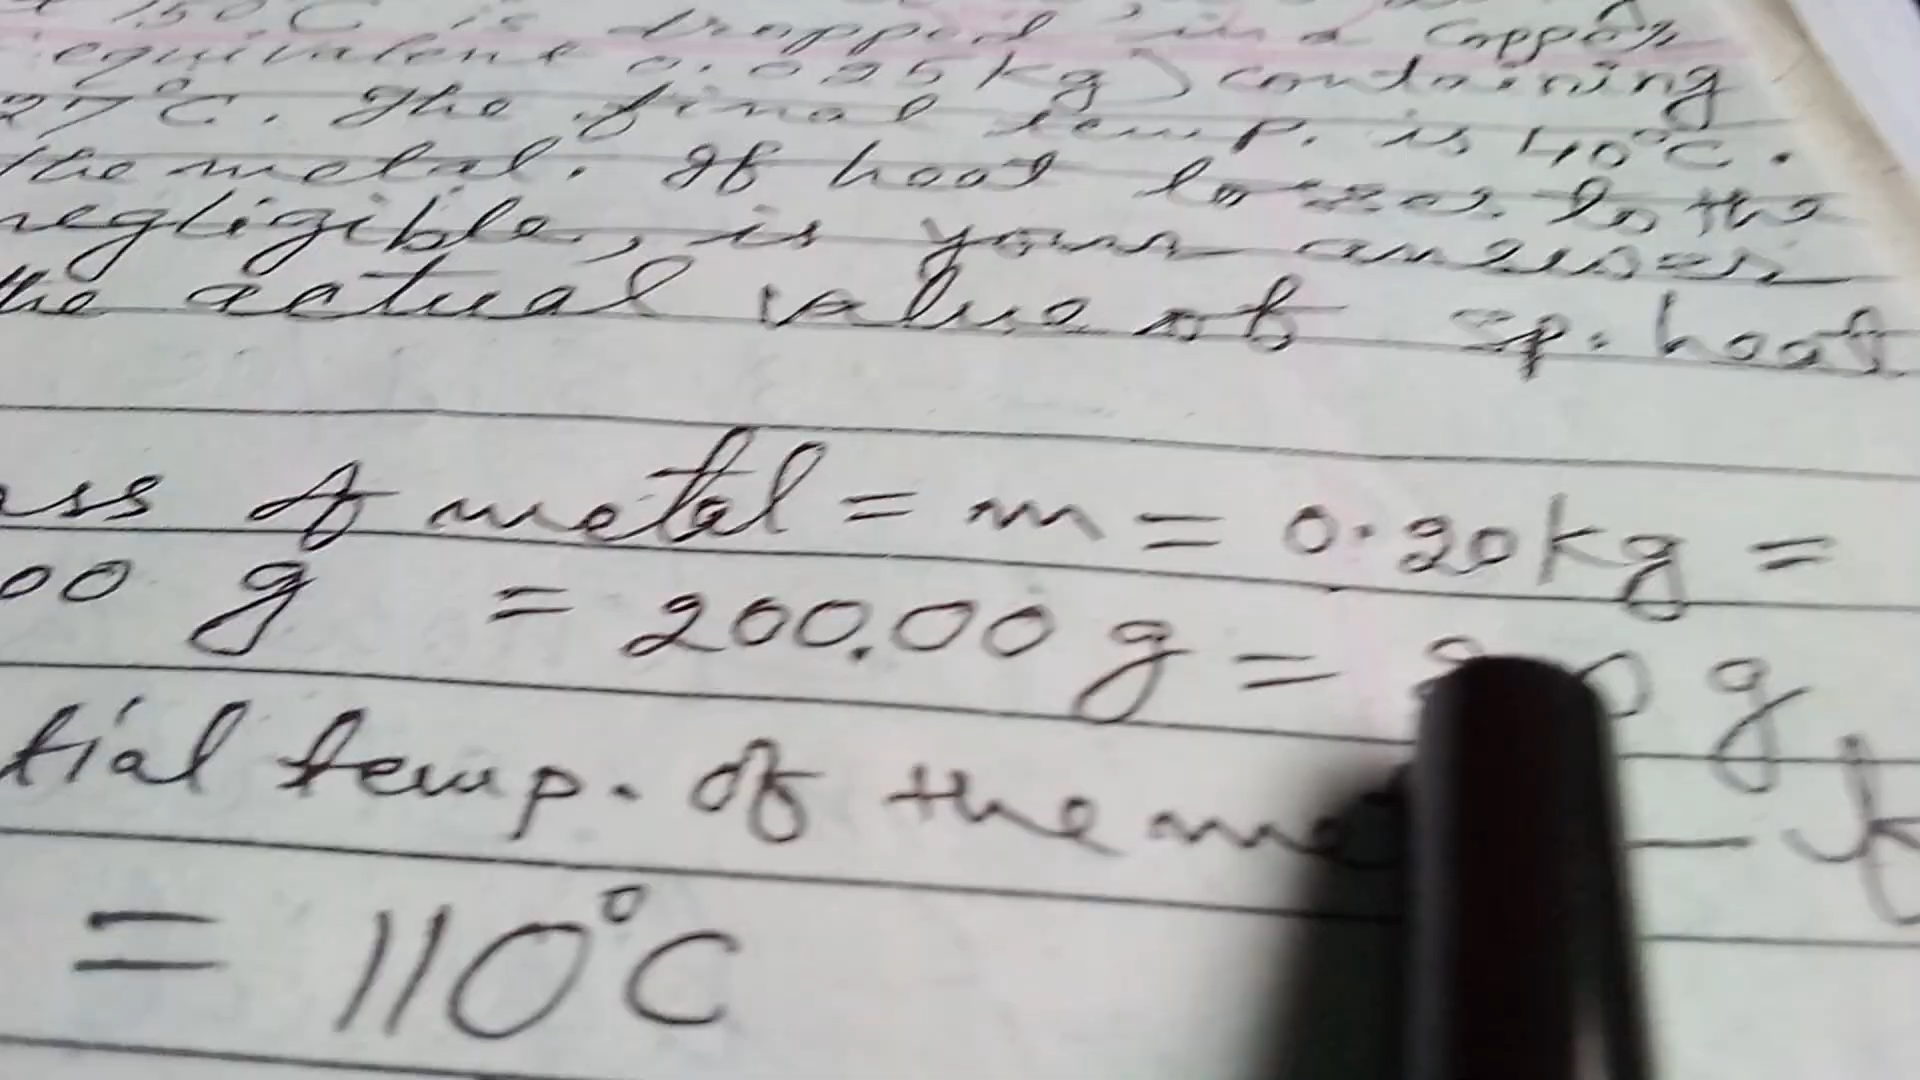 150°C is dropped in a copper
equivalent 0.025 kg) containing
27°C. The final temp. is 40°C.
the metal. If heat losses to the
negligible, is your answer
the actual value of sp. heat
ass of metal = m = 0.20 kg =
00 g = 200.00 g = g
tial temp. of the
= 110°C